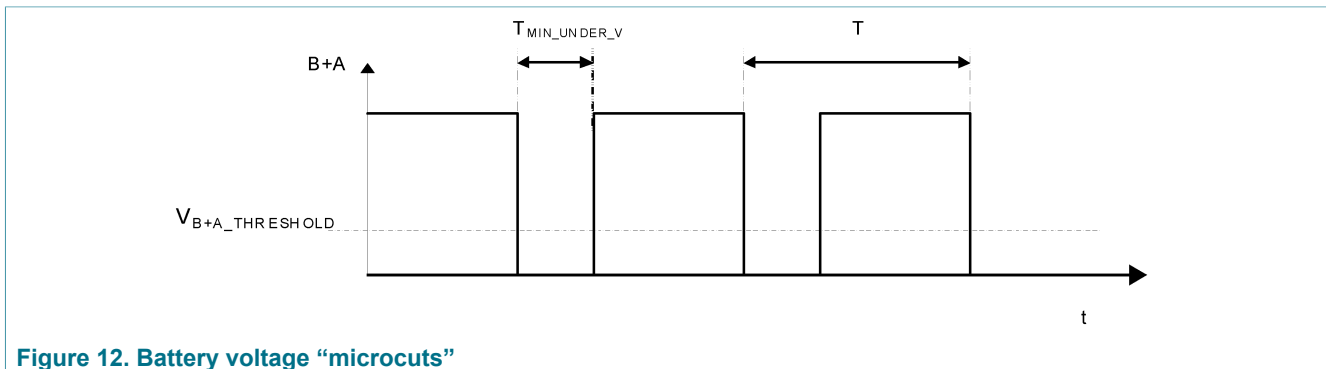 T MIN_UNDER_V
T
B+A
V B+A_THRESHOLD
t
Figure 12. Battery voltage “microcuts”